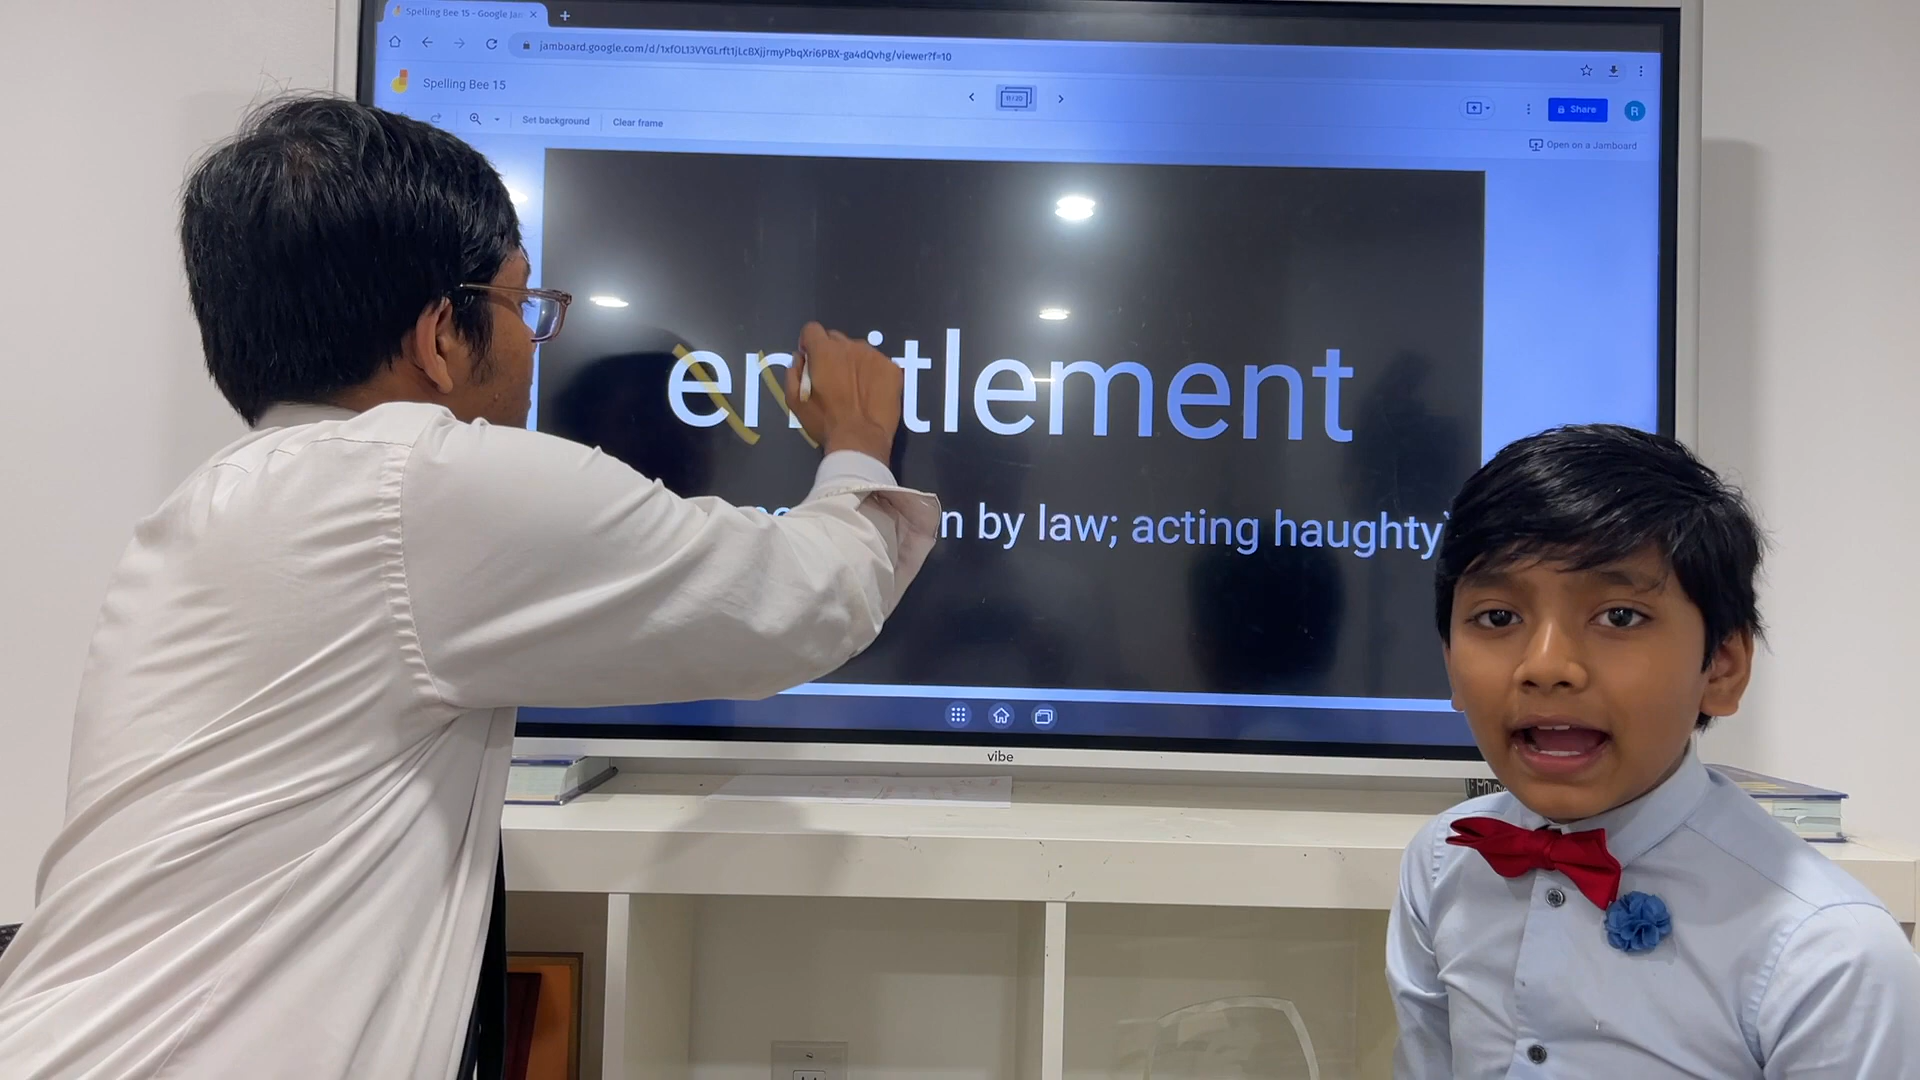 Spelling Bee 15 - Google Jam
jamboard.google.com/d/1xfOL13VYGLrft1jLcBXjjrmyPbqXri6PBX-ga4dQvhg/viewer?f=10
Spelling Bee 15
Share
R
Set background
Clear frame
Open on a Jamboard
en itlement
n by law; acting haughty
vibe